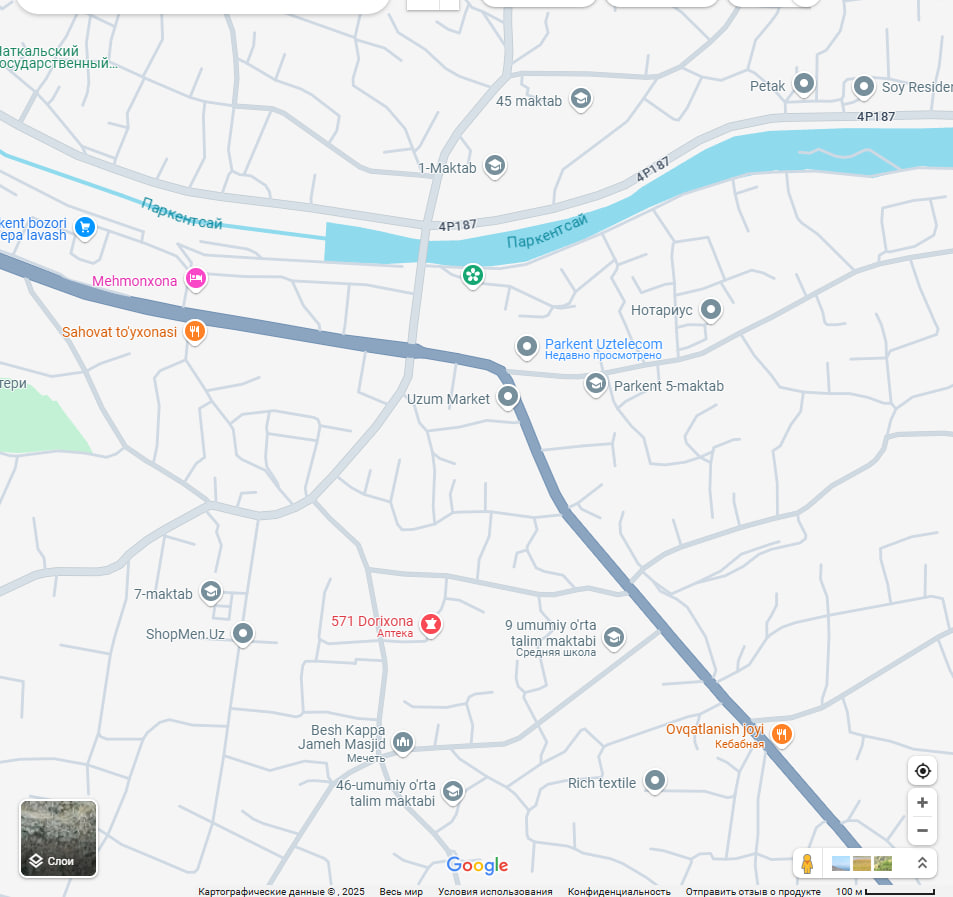 Чаткальский
осударственный...
45 maktab
Petak
Soy Residen
4P187
1-Maktab
4P187
Паркентсай
4P187
Паркентсай
kent bozori
epa lavash
Mehmonxona
Нотариус
Sahovat to'yxonasi
Parkent Uztelecom
Недавно просмотрено
тери
Parkent 5-maktab
Uzum Market
7-maktab
ShopMen.Uz
571 Dorixona
Аптека
9 umumiy o'rta
talim maktabi
Средняя школа
Besh Kappa
Jameh Masjid
Мечеть
Ovqatlanish joyi
Кебабная
46-umumiy o'rta
talim maktabi
Rich textile
Слои
Google
Картографические данные © , 2025 Весь мир Условия использования Конфиденциальность Отправить отзыв о продукте 100 м